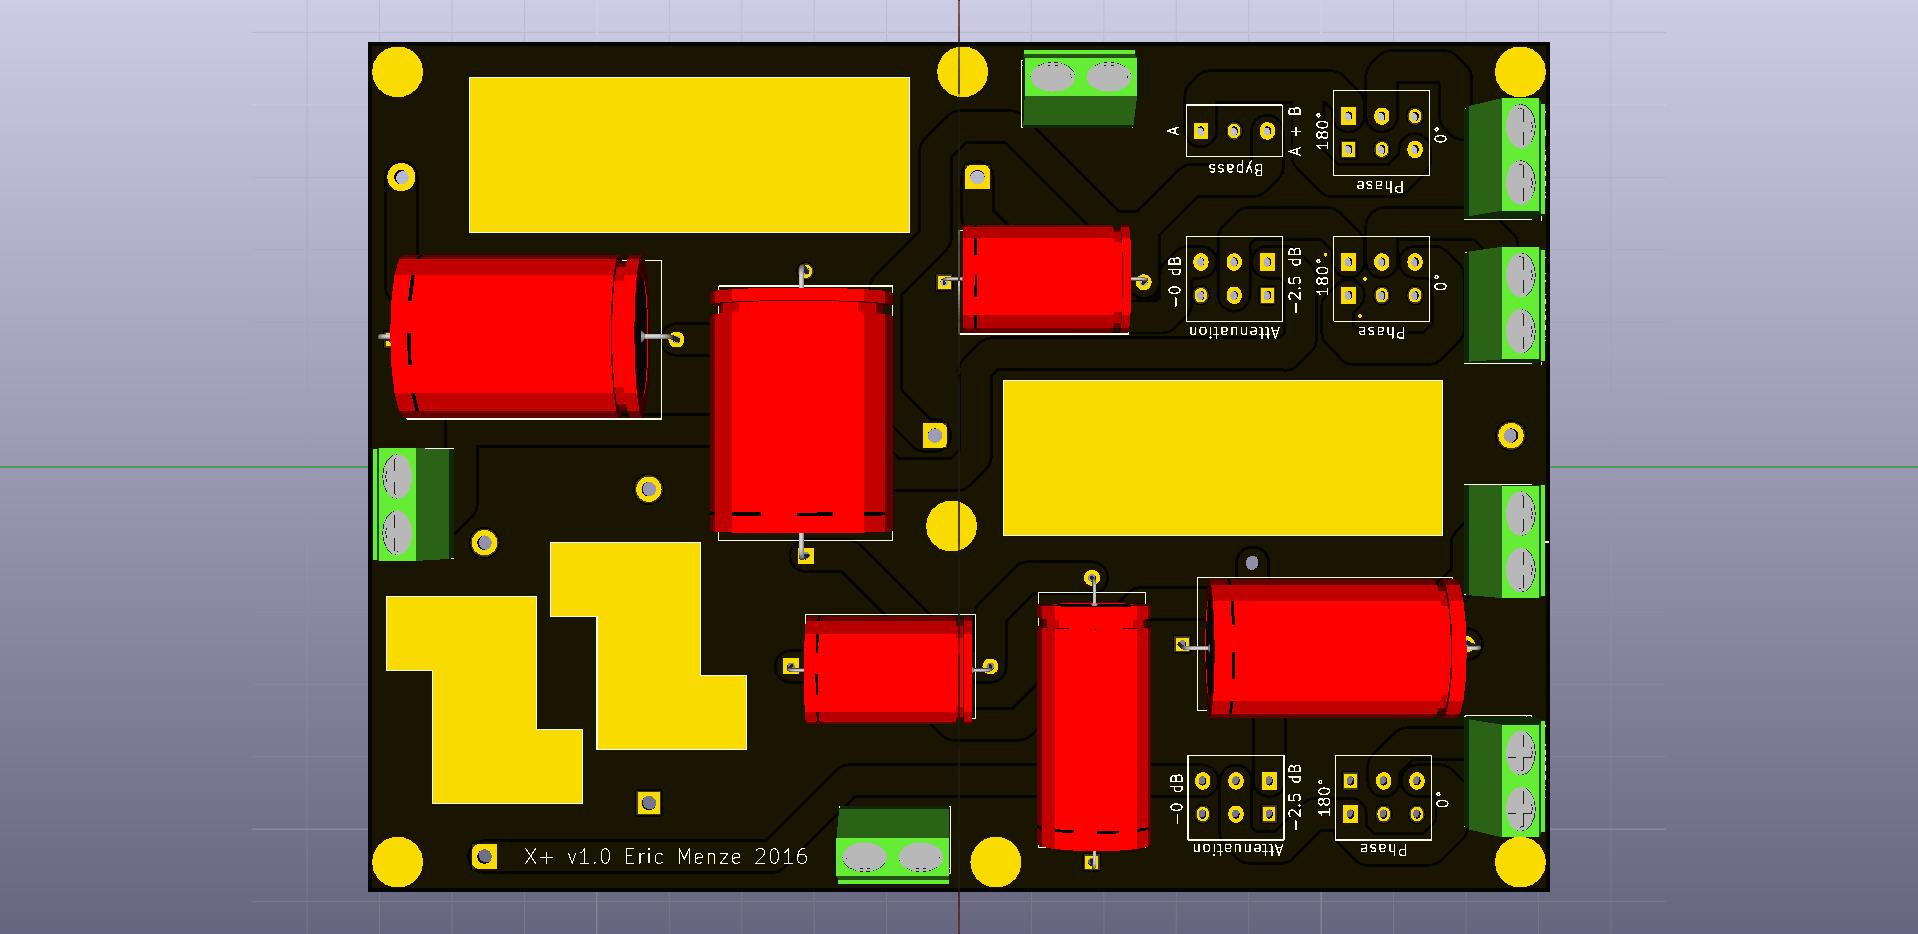 A
A + B
Bypass
180°
0°
Phase
-0 dB
-2.5 dB
Attenuation
180°
0°
Phase
-0 dB
-2.5 dB
Attenuation
180°
0°
Phase
X+ v1.0 Eric Menze 2016